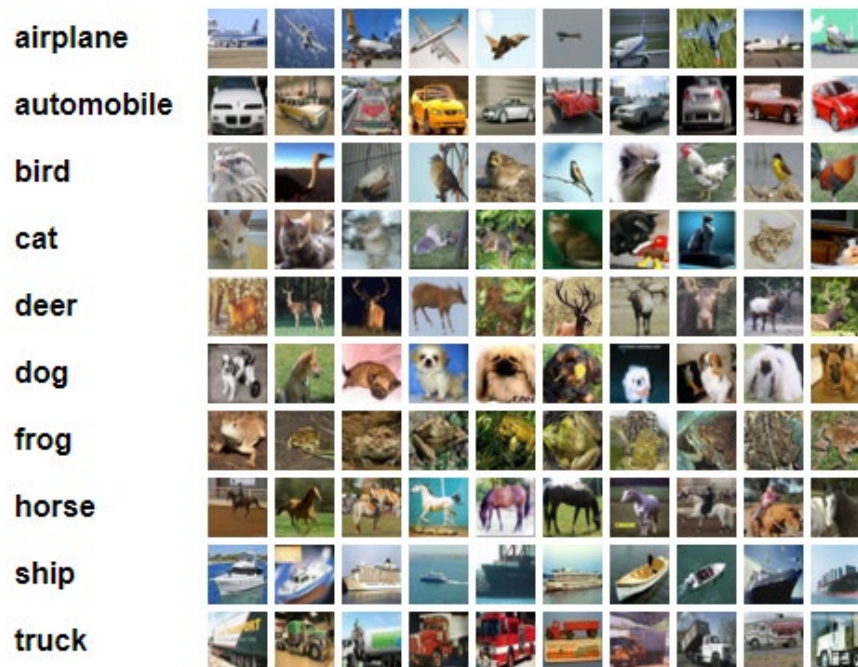 airplane
automobile
bird
cat
deer
dog
frog
horse
ship
truck